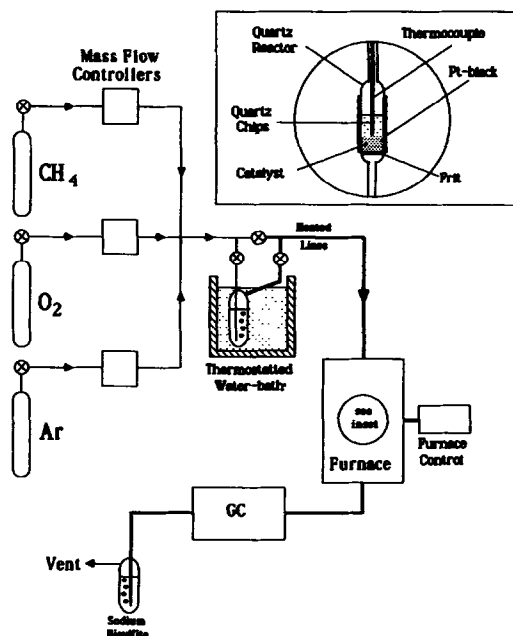 Mass Flow
Controllers
CH4
O2
Ar
Quartz
Reactor
Thermocouple
Pt-black
Quartz
Chips
Catalyst
Frit
Heated
Lines
Thermostatted
Water-bath
see
inset
Furnace
Furnace
Control
GC
Vent
Sodium
Bisulfite